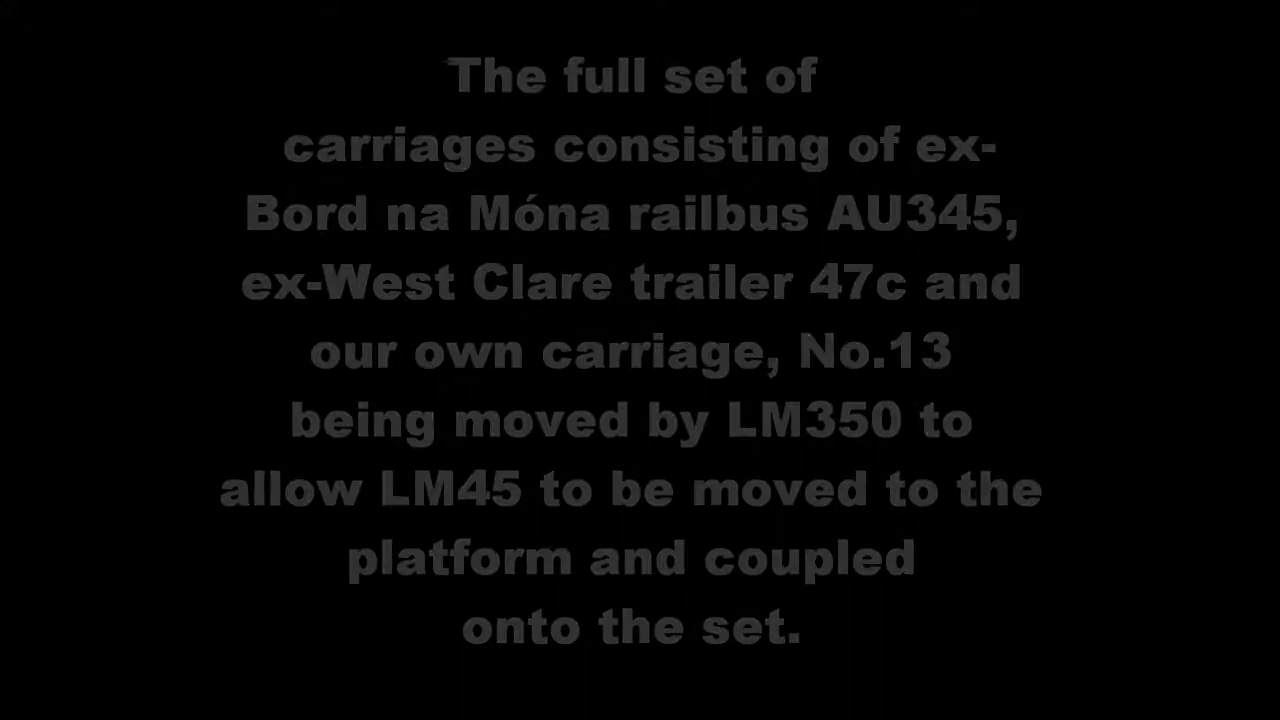 The full set of
carriages consisting of ex-
Bord na Móna railbus AU345,
ex-West Clare trailer 47c and
our own carriage, No.13
being moved by LM350 to
allow LM45 to be moved to the
platform and coupled
onto the set.